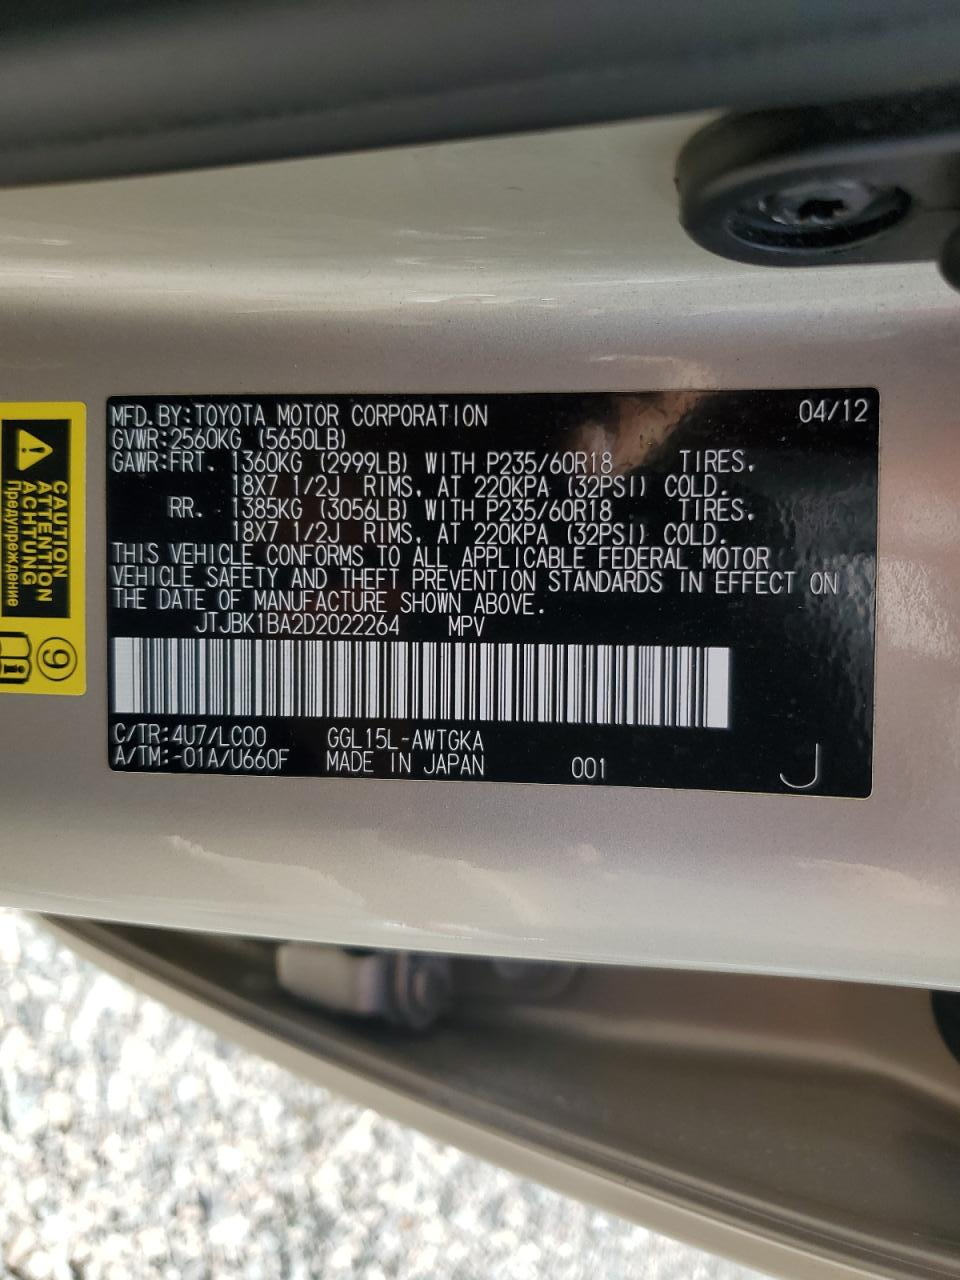 MFD.BY:TOYOTA MOTOR CORPORATION 04/12
GVWR:2560KG (5650LB)
GAWR:FRT. 1360KG (2999LB) WITH P235/60R18 TIRES.
18X7 1/2J RIMS. AT 220KPA (32PSI) COLD.
RR. 1385KG (3056LB) WITH P235/60R18 TIRES.
18X7 1/2J RIMS. AT 220KPA (32PSI) COLD.
THIS VEHICLE CONFORMS TO ALL APPLICABLE FEDERAL MOTOR
VEHICLE SAFETY AND THEFT PREVENTION STANDARDS IN EFFECT ON
THE DATE OF MANUFACTURE SHOWN ABOVE.
JTJBK1BA2D2022264 MPV
C/TR:4U7/LC00 GGL15L-AWTGKA
A/TM:-01A/U660F MADE IN JAPAN 001 J
CAUTION
ATTENTION
ACHTUNG
Предупреждение
9